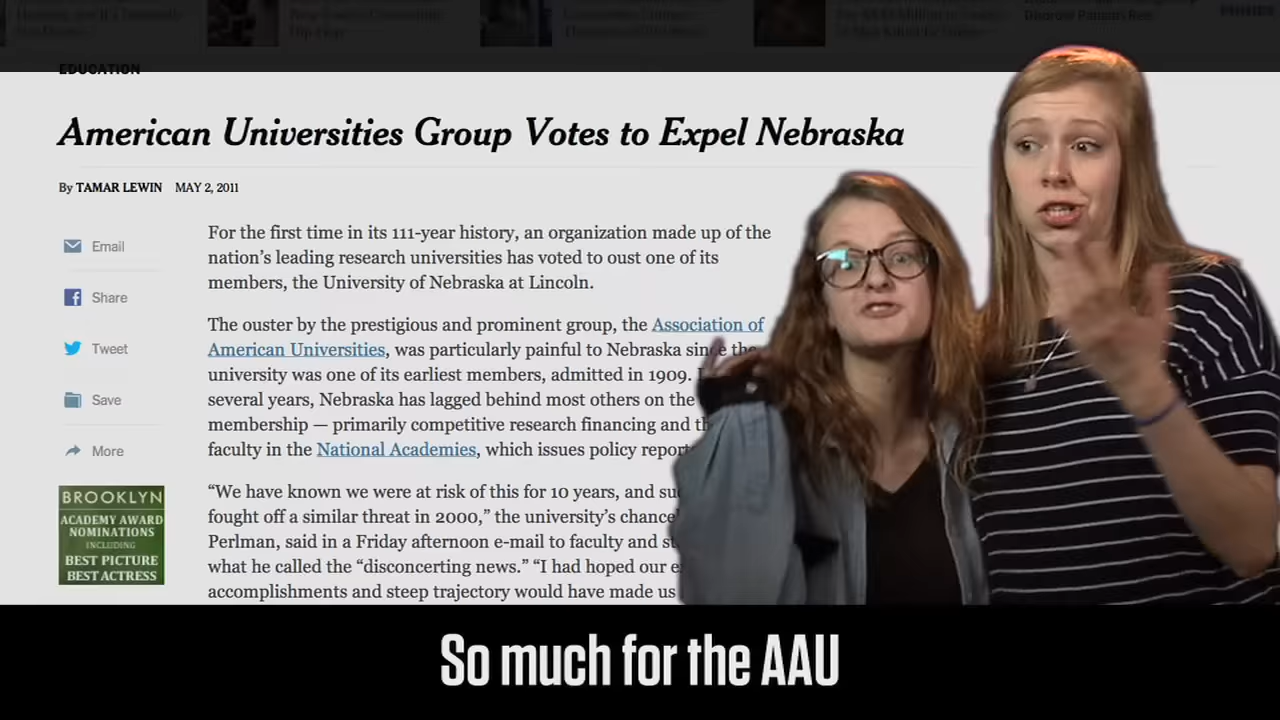 EDUCATION
American Universities Group Votes to Expel Nebraska
By TAMAR LEWIN MAY 2, 2011
For the first time in its 111-year history, an organization made up of the
nation's leading research universities has voted to oust one of its
members, the University of Nebraska at Lincoln.
The ouster by the prestigious and prominent group, the Association of
American Universities, was particularly painful to Nebraska since the
university was one of its earliest members, admitted in 1909.
several years, Nebraska has lagged behind most others on the
membership — primarily competitive research financing and
faculty in the National Academies, which issues policy
“We have known we were at risk of this for 10 years, and
fought off a similar threat in 2000,” the university's
Perlman, said in a Friday afternoon e-mail to faculty and
what he called the “disconcerting news.” “I had hoped our
accomplishments and steep trajectory would have made us
Email
Share
Tweet
Save
More
BROOKLYN
ACADEMY AWARD
NOMINATIONS
INCLUDING
BEST PICTURE
BEST ACTRESS
So much for the AAU